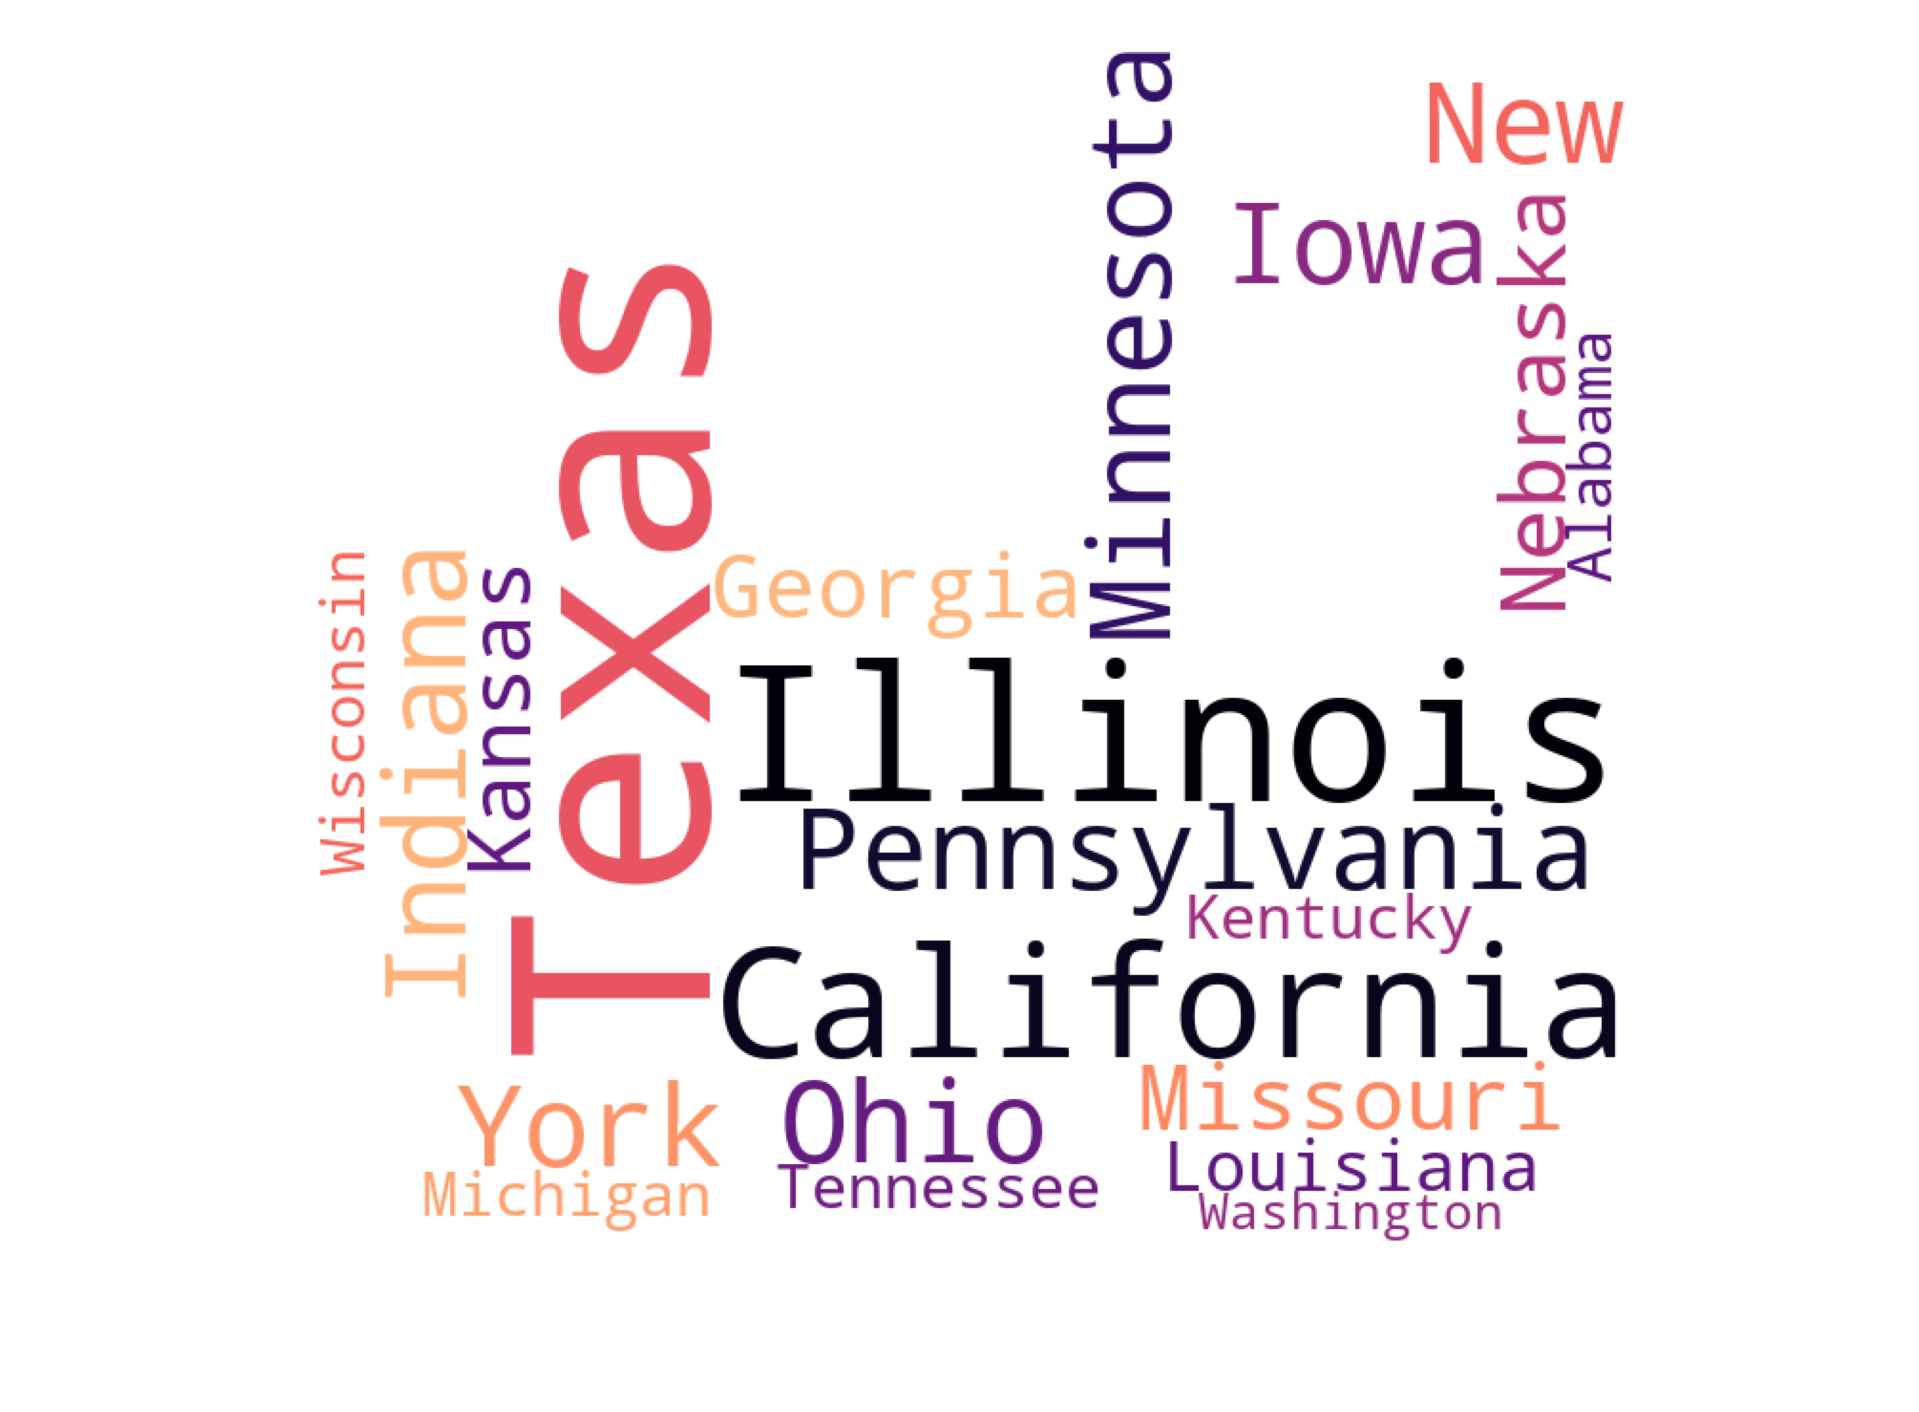 New
Minnesota
Iowa
Nebraska
Alabama
Texas
Georgia
Wisconsin
Indiana
Kansas
Illinois
Pennsylvania
Kentucky
California
York
Ohio
Missouri
Michigan
Tennessee
Louisiana
Washington